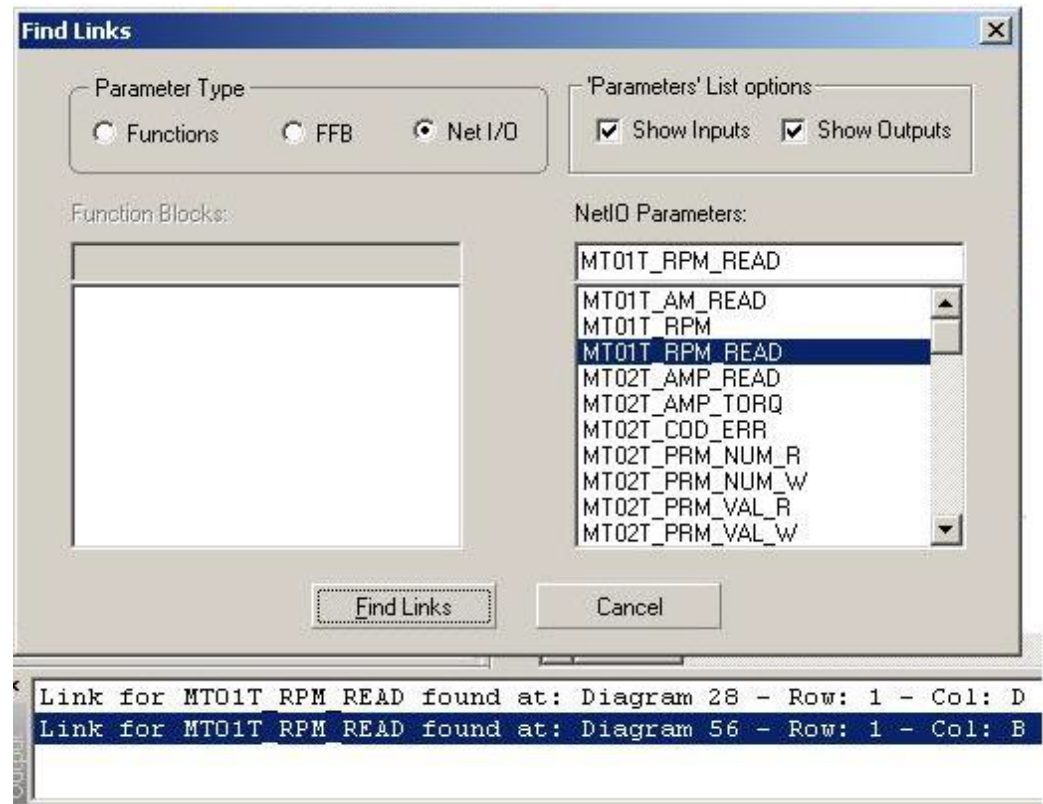 Find Links
Parameter Type
Functions
FFB
Net I/O
'Parameters' List options
Show Inputs
Show Outputs
Function Blocks:
NetIO Parameters:
MT01T_RPM_READ
MT01T_AM_READ
MT01T_RPM
MT01T_RPM_READ
MT02T_AMP_READ
MT02T_AMP_TORQ
MT02T_COD_ERR
MT02T_PRM_NUM_R
MT02T_PRM_NUM_W
MT02T_PRM_VAL_R
MT02T_PRM_VAL_W
Find Links
Cancel
Link for MT01T_RPM_READ found at: Diagram 28 - Row: 1 - Col: D
Link for MT01T_RPM_READ found at: Diagram 56 - Row: 1 - Col: B
Output